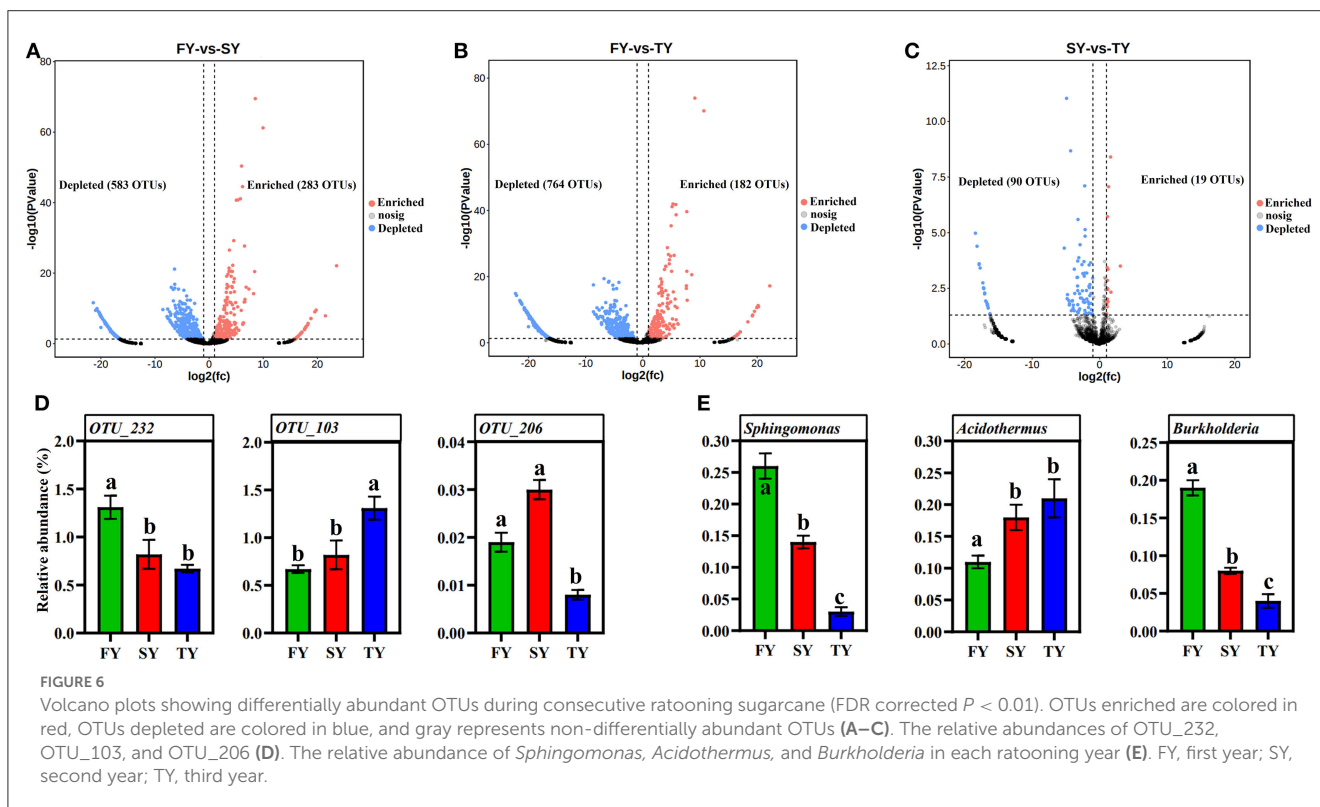 A
FY-vs-SY
80
60
40
20
0
-log10(PValue)
Depleted (583 OTUs)
Enriched (283 OTUs)
Enriched
nosig
Depleted
-20
-10
0
10
20
log2(fc)
B
FY-vs-TY
80
60
40
20
0
-log10(PValue)
Depleted (764 OTUs)
Enriched (182 OTUs)
Enriched
nosig
Depleted
-20
-10
0
10
20
log2(fc)
C
SY-vs-TY
12.5
10.0
7.5
5.0
2.5
0.0
-log10(PValue)
Depleted (90 OTUs)
Enriched (19 OTUs)
Enriched
nosig
Depleted
-20
-10
0
10
20
log2(fc)
D
Relative abundance (%)
OTU_232
2.0
1.5
1.0
0.5
0.0
a
b
b
FY SY TY
OTU_103
2.0
1.5
1.0
0.5
0.0
b
b
a
FY SY TY
OTU_206
0.04
0.03
0.02
0.01
0.00
a
a
b
FY SY TY
E
Sphingomonas
0.30
0.25
0.20
0.15
0.10
0.05
0.00
a
b
c
FY SY TY
Acidothermus
0.30
0.25
0.20
0.15
0.10
0.05
0.00
a
b
b
FY SY TY
Burkholderia
0.25
0.20
0.15
0.10
0.05
0.00
a
b
c
FY SY TY
FIGURE 6
Volcano plots showing differentially abundant OTUs during consecutive ratooning sugarcane (FDR corrected P < 0.01). OTUs enriched are colored in
red, OTUs depleted are colored in blue, and gray represents non-differentially abundant OTUs (A–C). The relative abundances of OTU_232,
OTU_103, and OTU_206 (D). The relative abundance of Sphingomonas, Acidothermus, and Burkholderia in each ratooning year (E). FY, first year; SY,
second year; TY, third year.